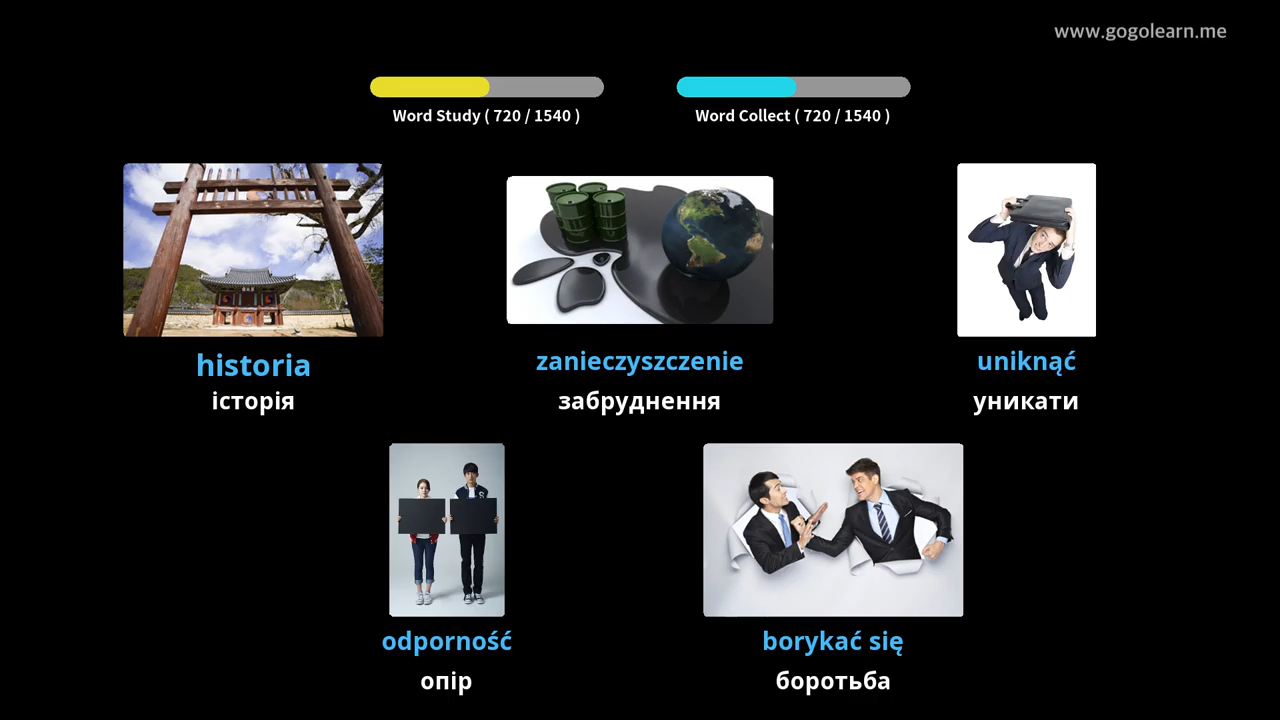 www.gogolearn.me
Word Study ( 720 / 1540 )
Word Collect ( 720 / 1540 )
historia
історія
zanieczyszczenie
забруднення
uniknąć
уникати
odporność
опір
borykać się
боротьба